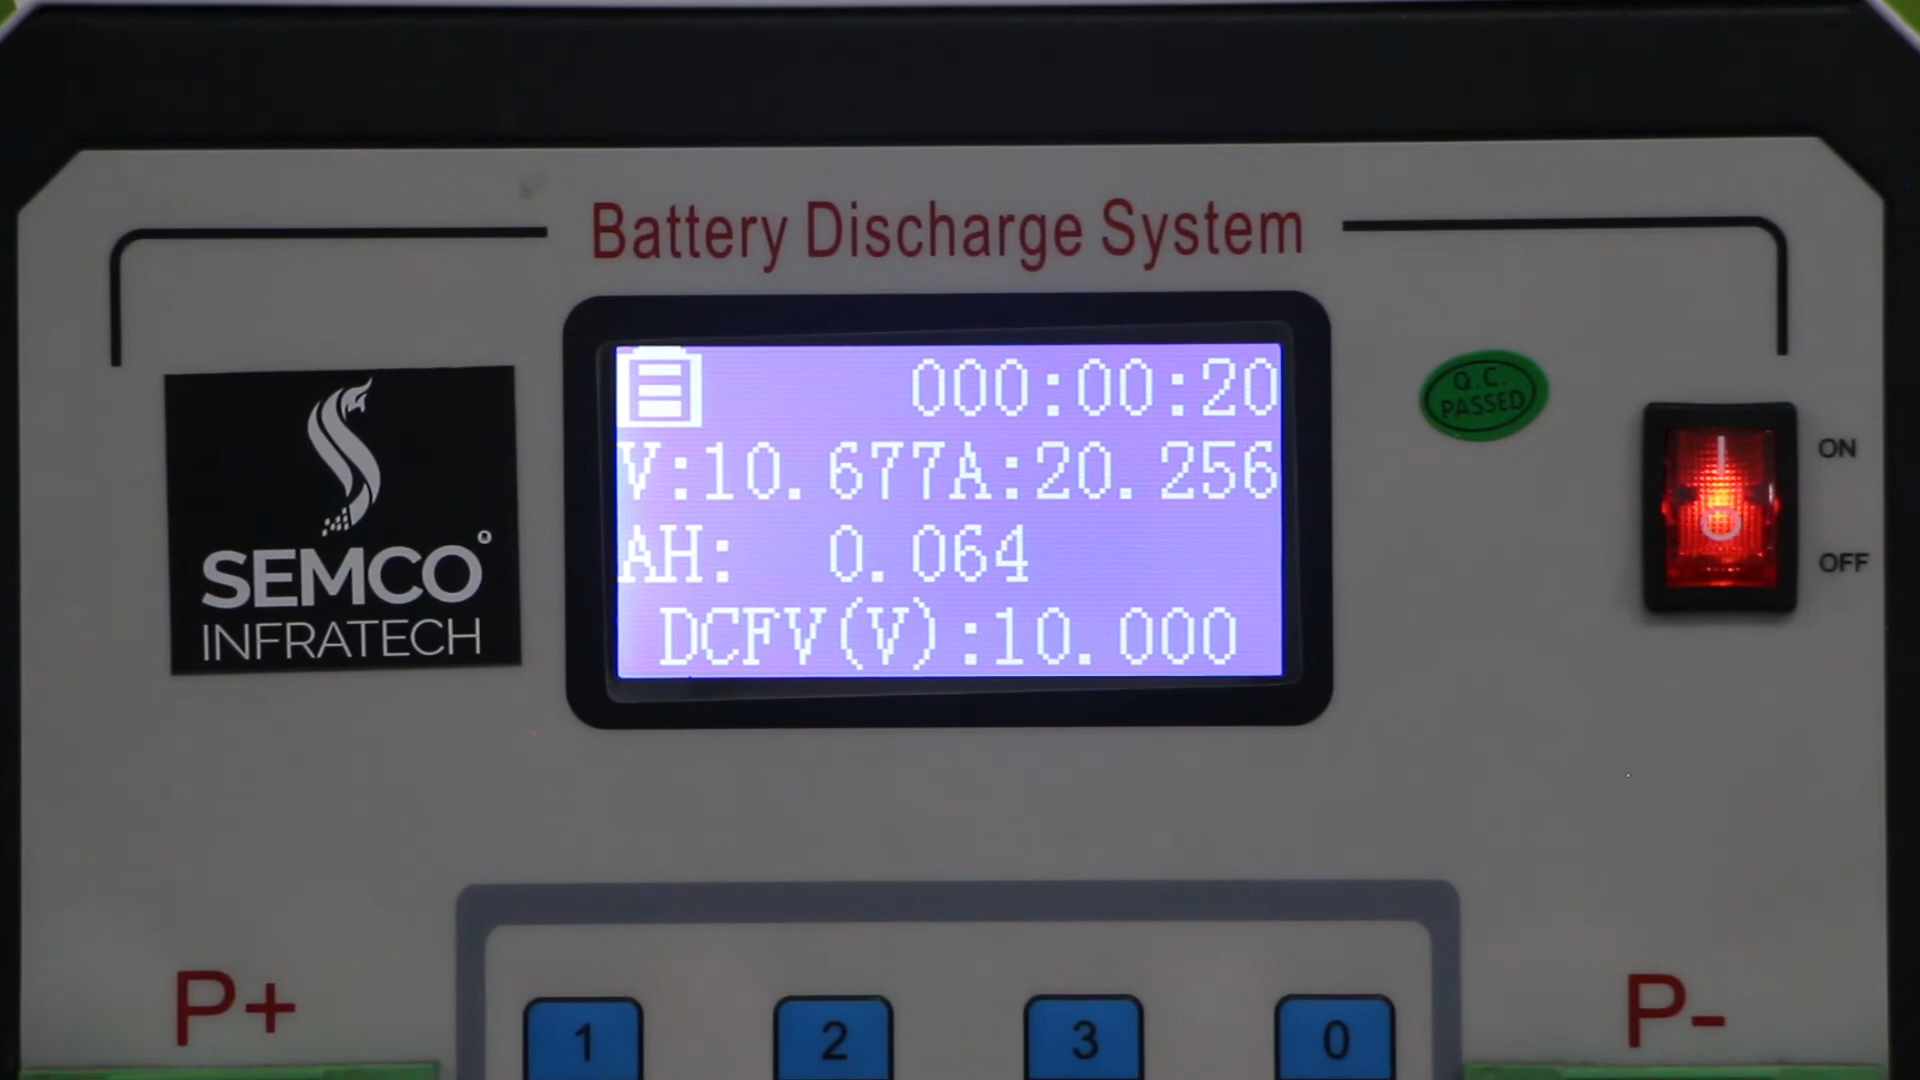 Battery Discharge System
000:00:20
V:10.677A:20.256
AH: 0.064
DCFV(V):10.000
SEMCO
INFRATECH
Q.C.
PASSED
ON
OFF
P+
P-
1 2 3 0